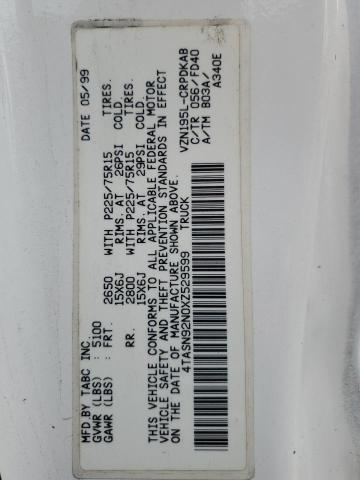 MFD.BY TABC INC. DATE 05/99
GVWR (LBS) : 5100
GAWR (LBS) : FRT. 2650 WITH P225/75R15 TIRES.
15X6J RIMS. AT 26PSI COLD.
RR. 2800 WITH P225/75R15 TIRES.
15X6J RIMS. AT 29PSI COLD.
THIS VEHICLE CONFORMS TO ALL APPLICABLE FEDERAL MOTOR
VEHICLE SAFETY AND THEFT PREVENTION STANDARDS IN EFFECT
ON THE DATE OF MANUFACTURE SHOWN ABOVE.
4TASN92N0XZ529599 TRUCK
VZN195L-CRPDKAB
C/TR 056/FD40
A/TM B03A/
A340E